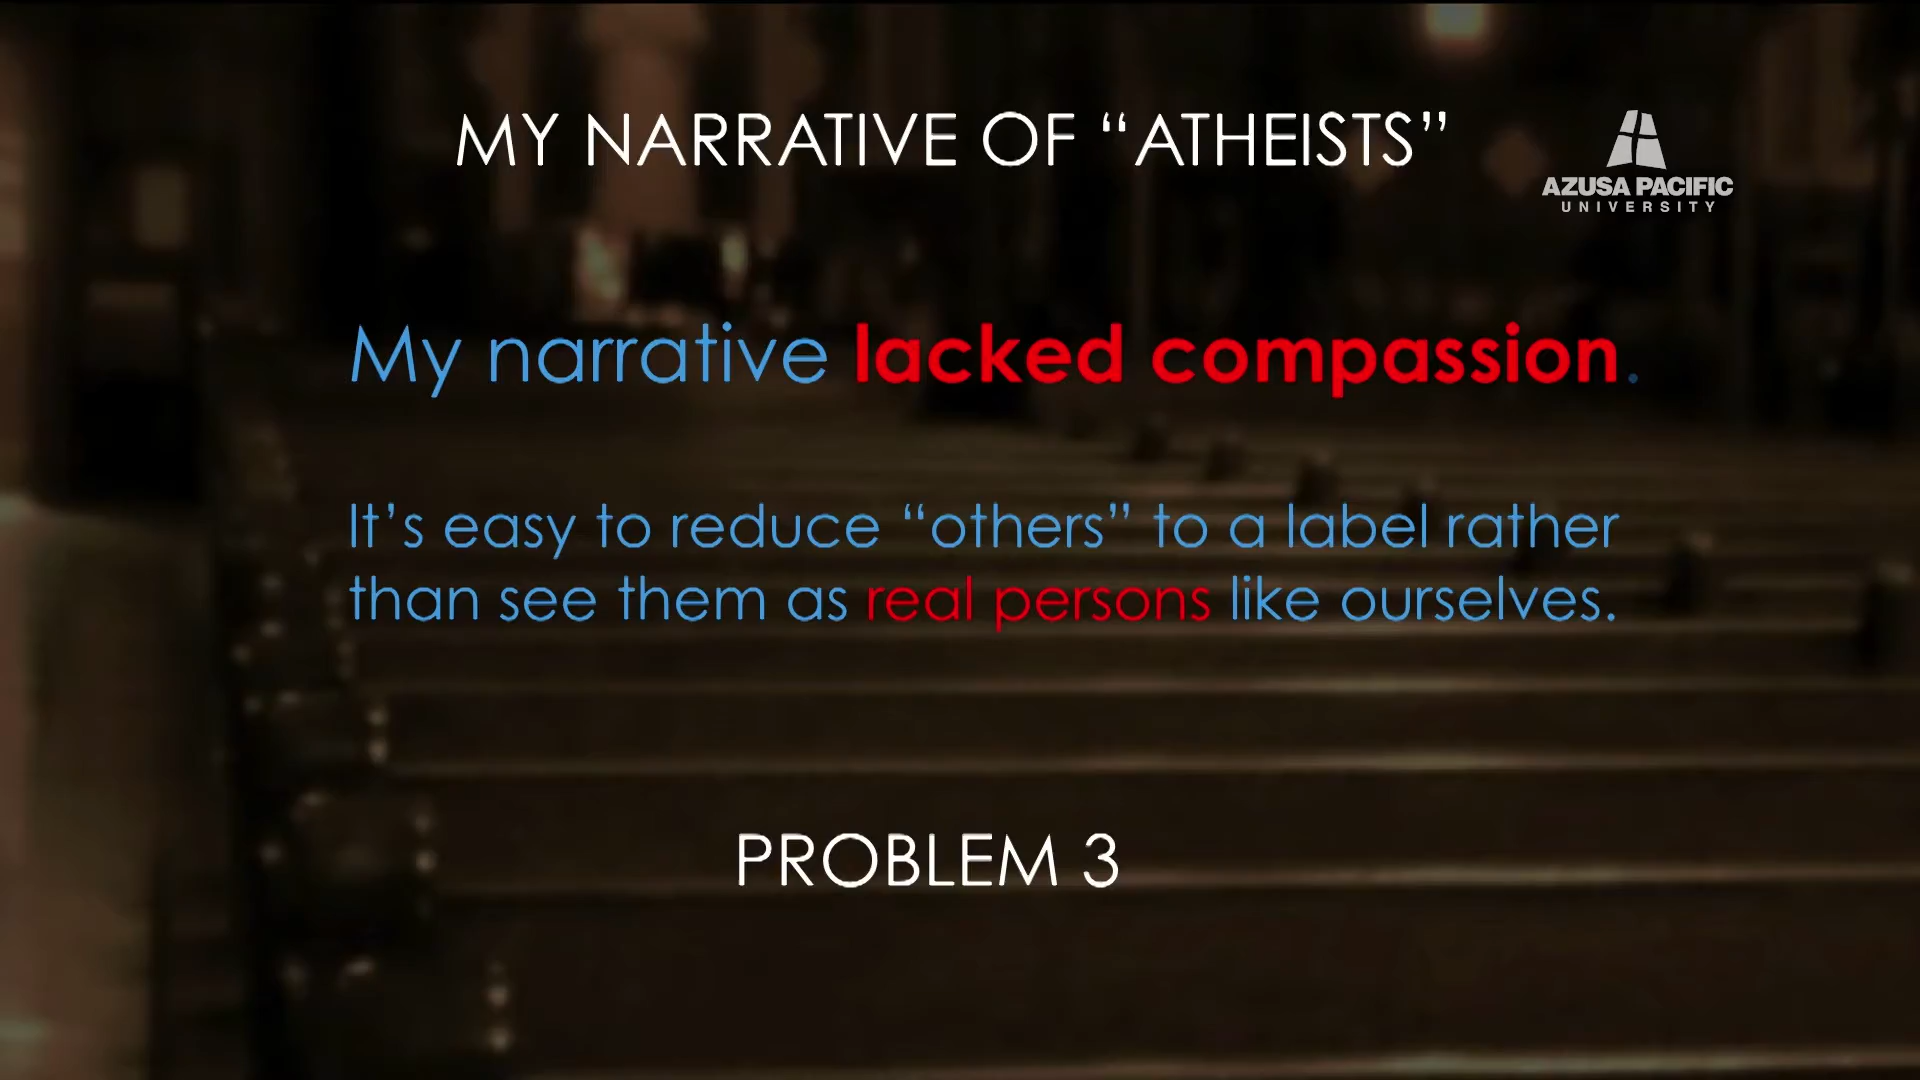 MY NARRATIVE OF “ATHEISTS”
AZUSA PACIFIC
UNIVERSITY
My narrative lacked compassion.
It’s easy to reduce “others” to a label rather
than see them as real persons like ourselves.
PROBLEM 3